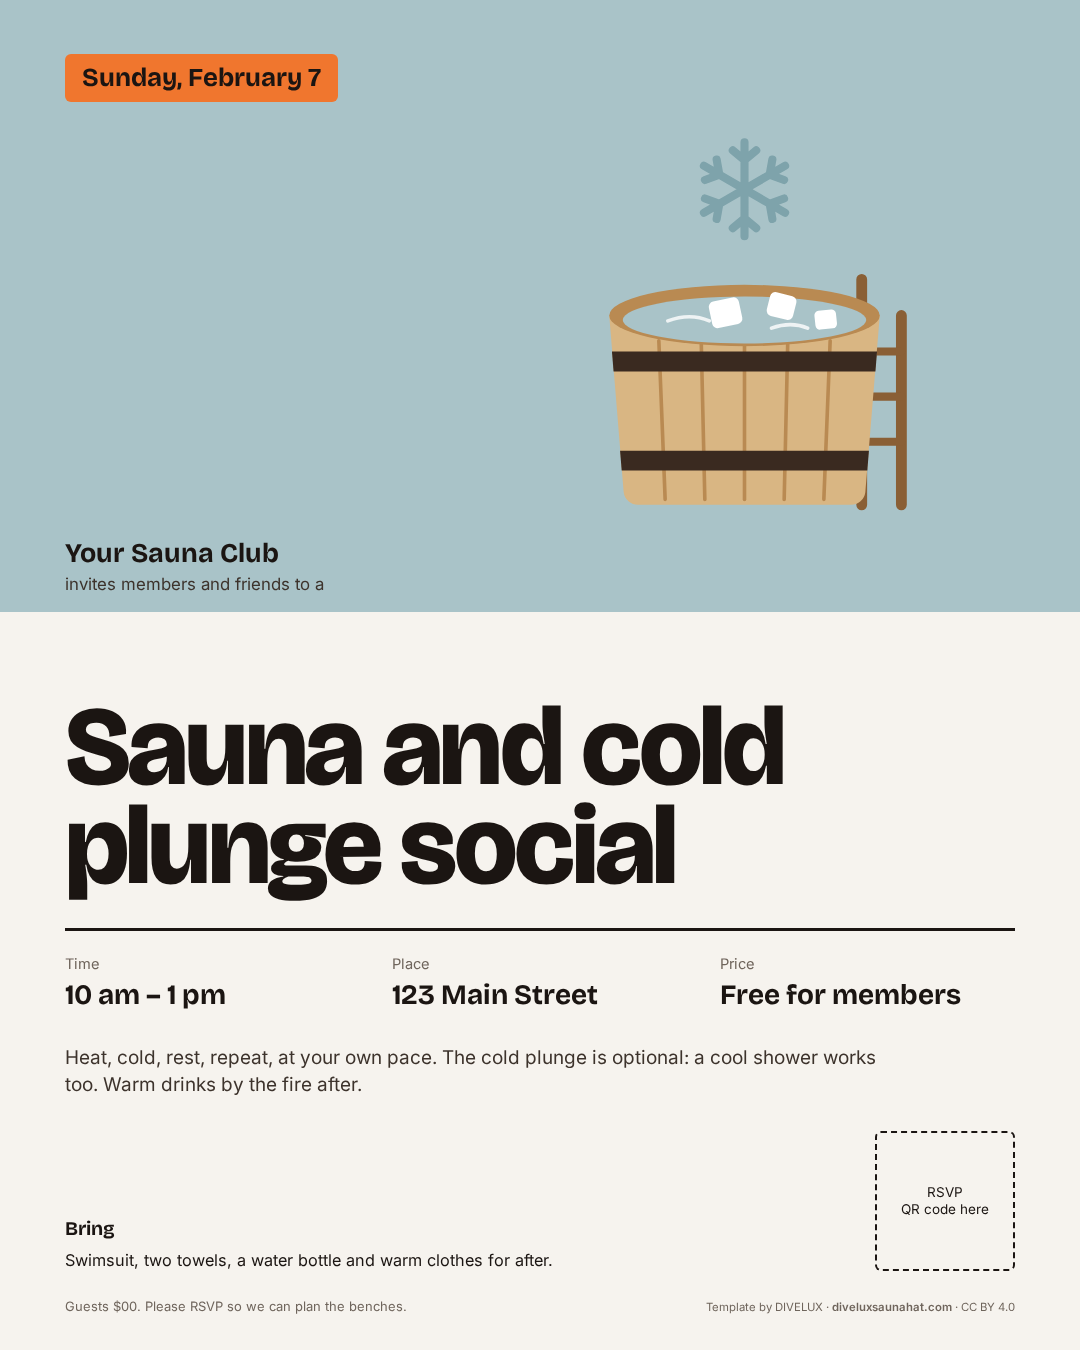 Sunday, February 7
Your Sauna Club
invites members and friends to a
Sauna and cold
plunge social
Time
10 am – 1 pm
Place
123 Main Street
Price
Free for members
Heat, cold, rest, repeat, at your own pace. The cold plunge is optional: a cool shower works
too. Warm drinks by the fire after.
RSVP
QR code here
Bring
Swimsuit, two towels, a water bottle and warm clothes for after.
Guests $00. Please RSVP so we can plan the benches.
Template by DIVELUX · diveluxsaunahat.com · CC BY 4.0